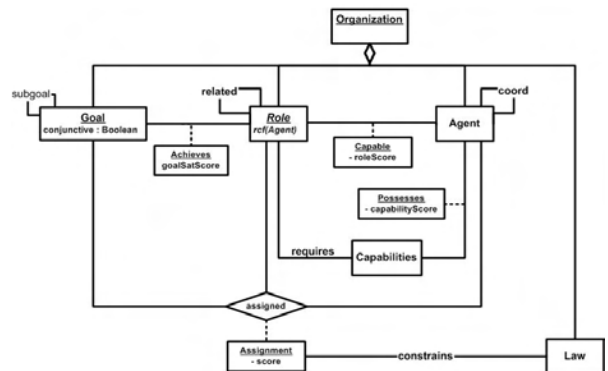 Organization
subgoal
related
coord
Goal
conjunctive : Boolean
Role
rcf(Agent)
Agent
Achieves
goalSatScore
Capable
- roleScore
Possesses
- capabilityScore
requires
Capabilities
assigned
Assignment
- score
constrains
Law